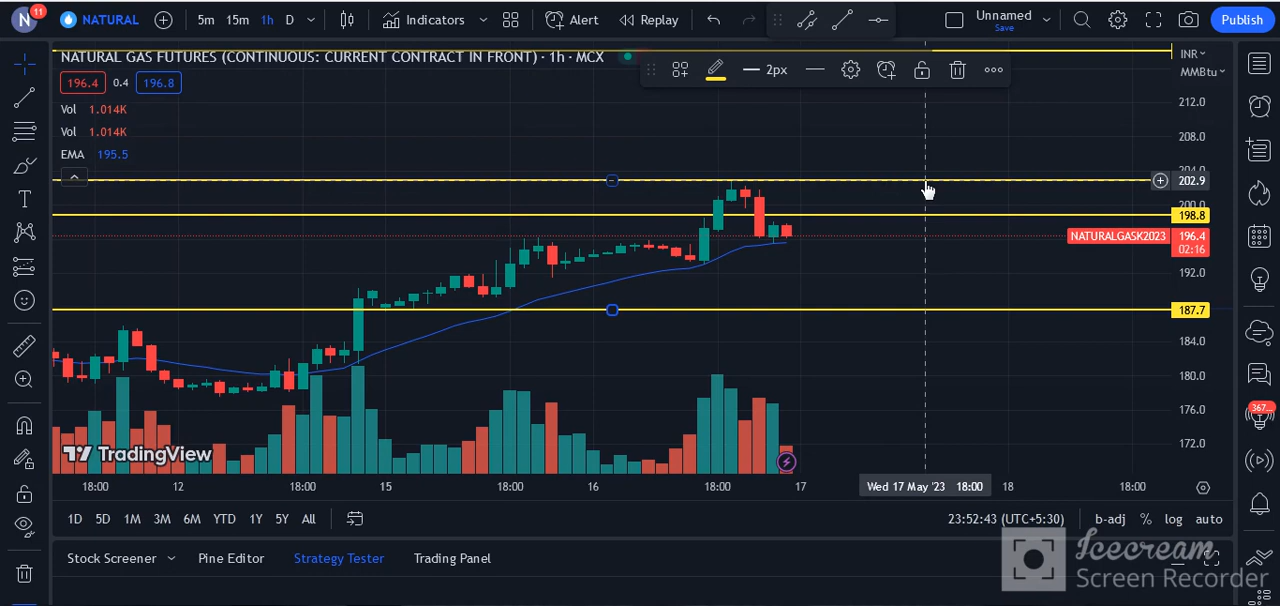 N 11 NATURAL 5m 15m 1h D Indicators Alert Replay Unnamed Save Publish
NATURAL GAS FUTURES (CONTINUOUS: CURRENT CONTRACT IN FRONT) · 1h · MCX
INR
MMBtu
2px
196.4 0.4 196.8
Vol 1.014K
Vol 1.014K
EMA 195.5
212.0
208.0
204.0
202.9
200.0
198.8
NATURALGASK2023 196.4
02:16
192.0
187.7
184.0
180.0
176.0
172.0
367...
TradingView
18:00 12 18:00 15 18:00 16 18:00 17 Wed 17 May '23 18:00 18 18:00
1D 5D 1M 3M 6M YTD 1Y 5Y All 23:52:43 (UTC+5:30) b-adj % log auto
Stock Screener Pine Editor Strategy Tester Trading Panel
Icecream
Screen Recorder